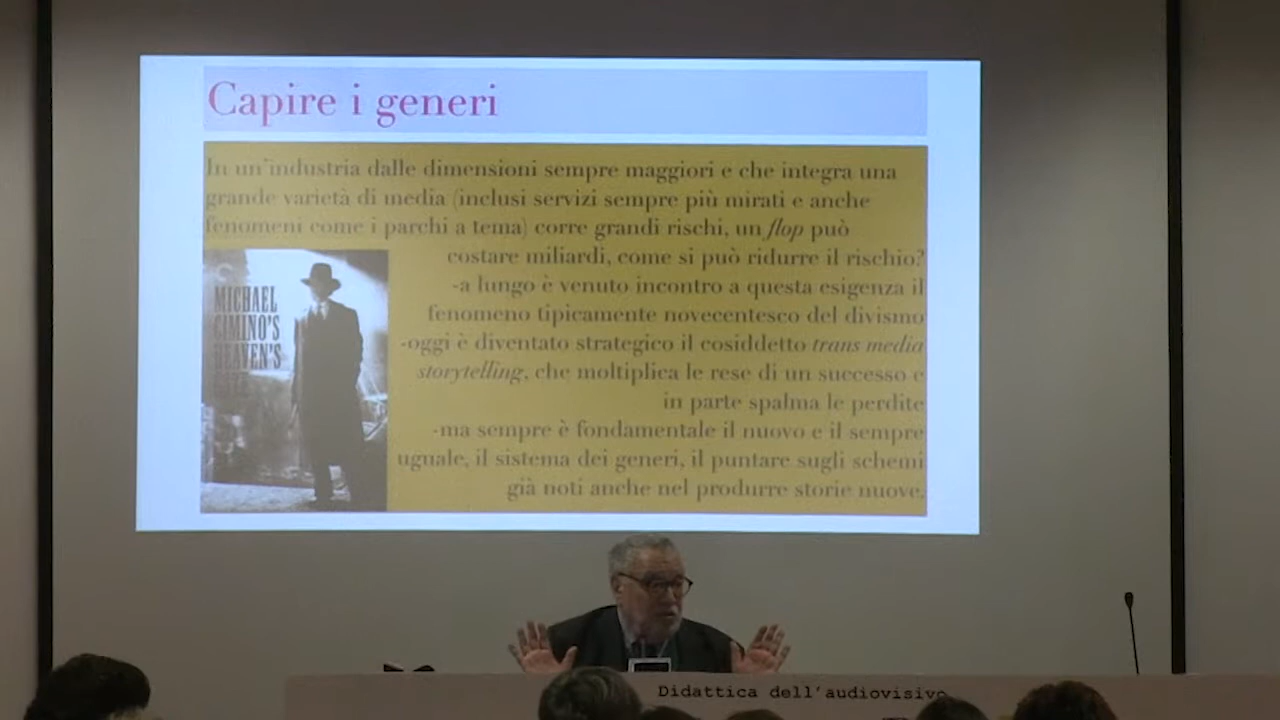 Capire i generi
In un'industria dalle dimensioni sempre maggiori e che integra una
grande varietà di media (inclusi servizi sempre più mirati e anche
fenomeni come i parchi a tema) corre grandi rischi, un flop può
costare miliardi, come si può ridurre il rischio?
-a lungo è venuto incontro a questa esigenza il
fenomeno tipicamente novecentesco del divismo
-oggi è diventato strategico il cosiddetto trans media
storytelling, che moltiplica le rese di un successo e
in parte spalma le perdite
-ma sempre è fondamentale il nuovo e il sempre
uguale, il sistema dei generi, il puntare sugli schemi
già noti anche nel produrre storie nuove.
MICHAEL
CIMINO'S
HEAVEN'S
Didattica dell'audiovisivo